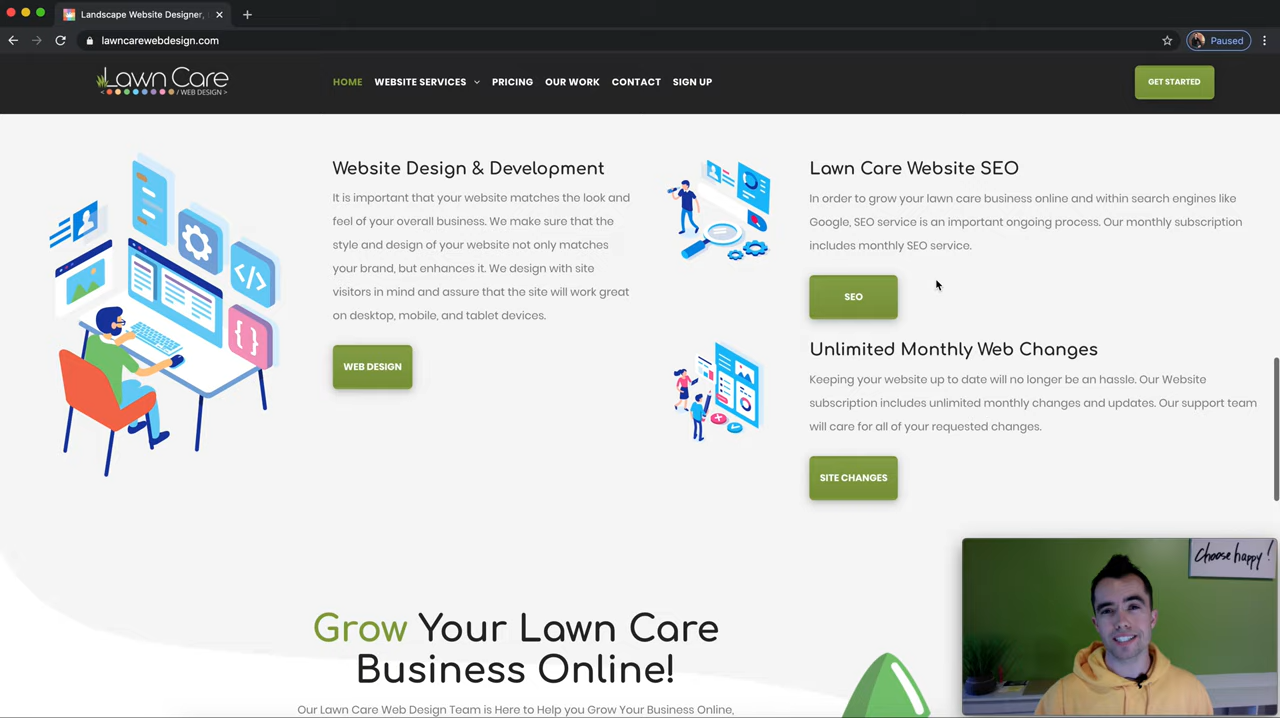 Landscape Website Designer,
lawncarewebdesign.com
Paused
Lawn Care
< / WEB DESIGN >
HOME
WEBSITE SERVICES
PRICING
OUR WORK
CONTACT
SIGN UP
GET STARTED
Website Design & Development
It is important that your website matches the look and
feel of your overall business. We make sure that the
style and design of your website not only matches
your brand, but enhances it. We design with site
visitors in mind and assure that the site will work great
on desktop, mobile, and tablet devices.
WEB DESIGN
Lawn Care Website SEO
In order to grow your lawn care business online and within search engines like
Google, SEO service is an important ongoing process. Our monthly subscription
includes monthly SEO service.
SEO
Unlimited Monthly Web Changes
Keeping your website up to date will no longer be an hassle. Our Website
subscription includes unlimited monthly changes and updates. Our support team
will care for all of your requested changes.
SITE CHANGES
Choose happy!
Grow Your Lawn Care
Business Online!
Our Lawn Care Web Design Team is Here to Help you Grow Your Business Online,